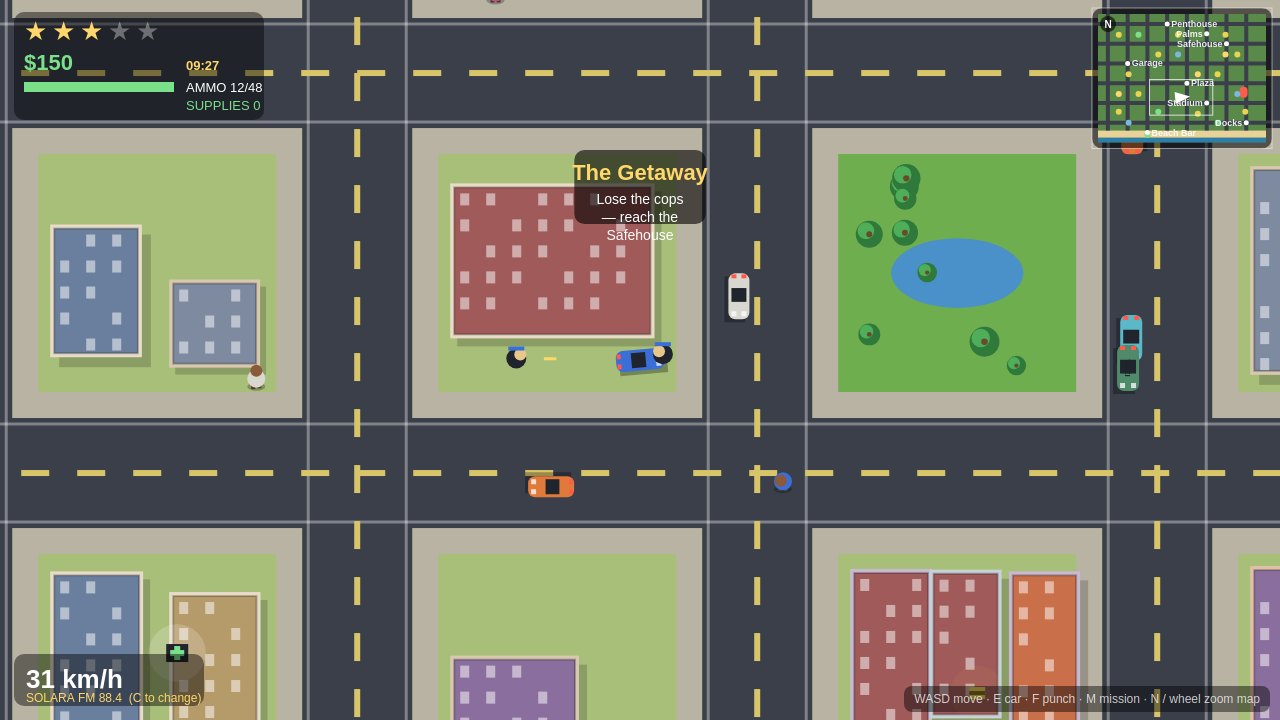 $150
09:27
AMMO 12/48
SUPPLIES 0
The Getaway
Lose the cops
— reach the
Safehouse
N
Penthouse
Palms
Safehouse
Garage
Plaza
Stadium
Docks
Beach Bar
31 km/h
SOLARA FM 88.4 (C to change)
WASD move · E car · F punch · M mission · N / wheel zoom map